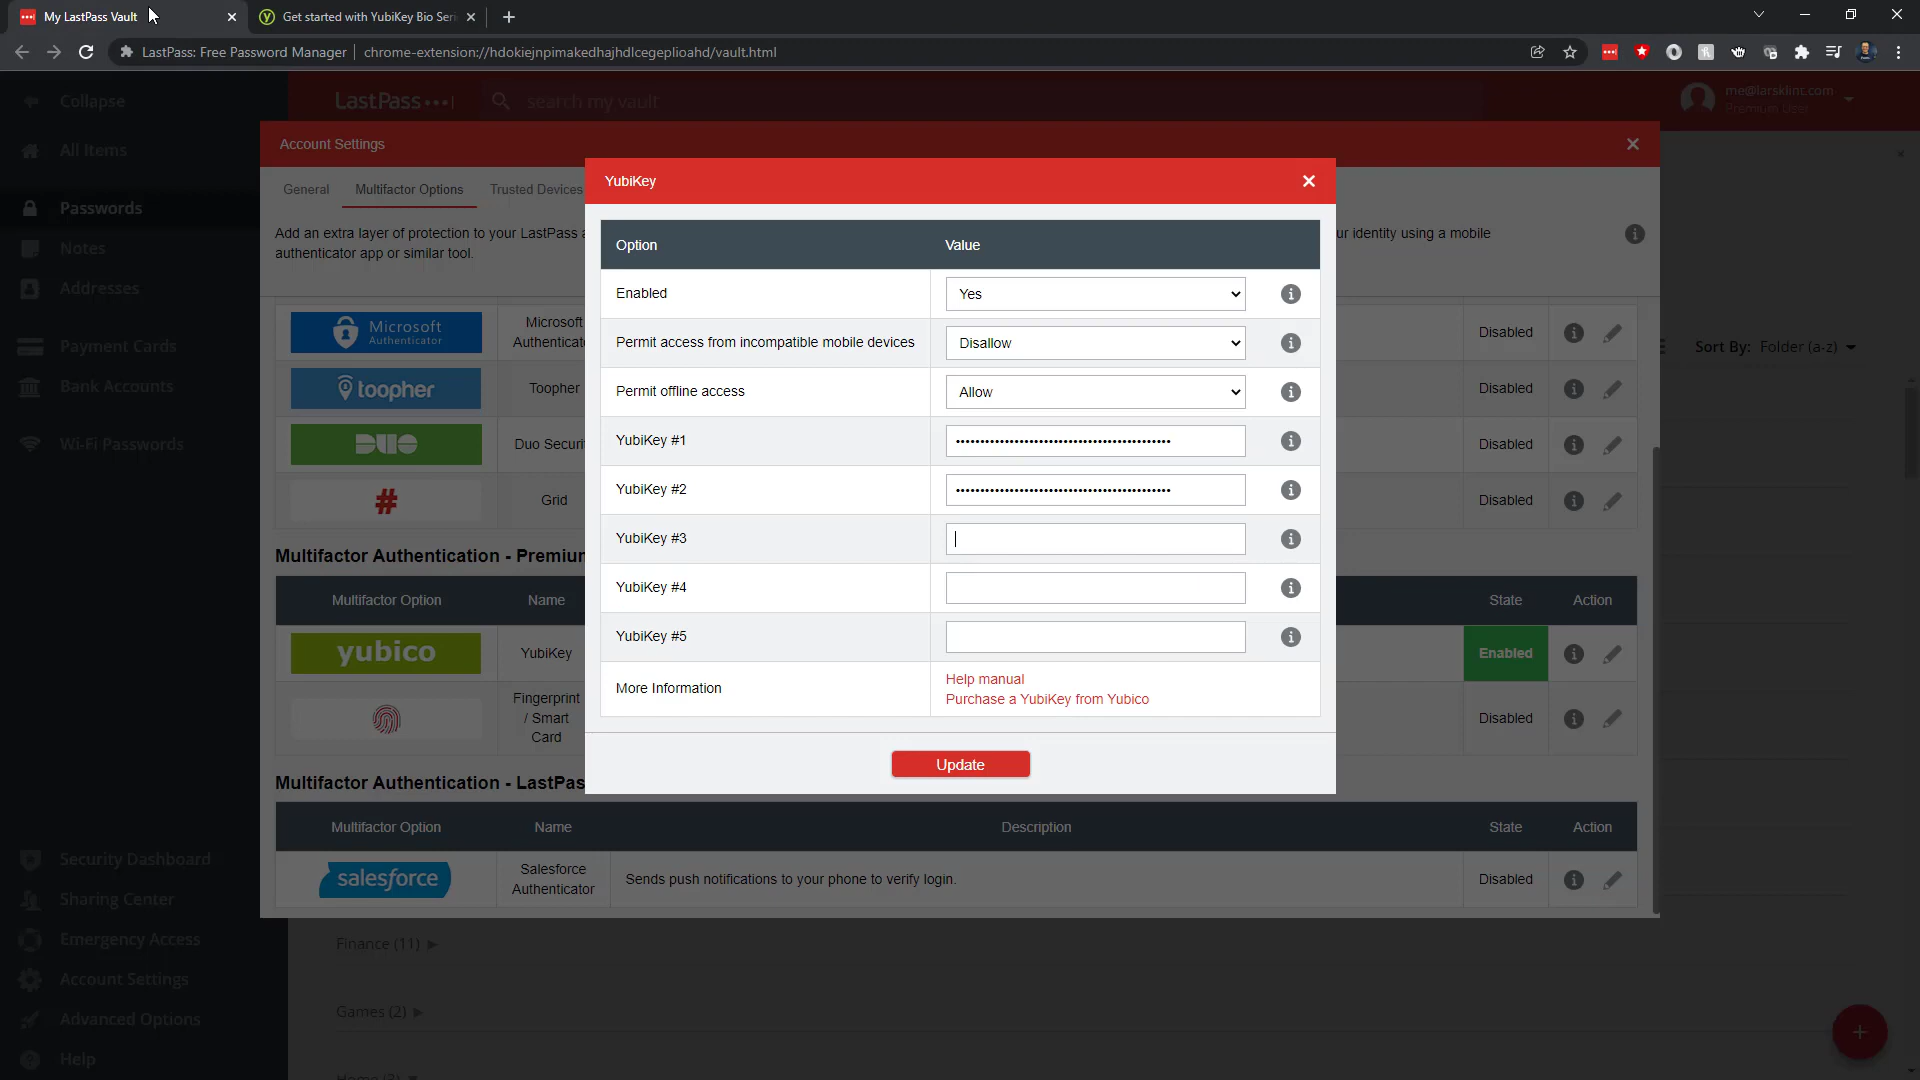 My LastPass Vault
Get started with YubiKey Bio Seri
LastPass: Free Password Manager
chrome-extension://hdokiejnpimakedhajhdlcegeplioahd/vault.html
Collapse
LastPass
search my vault
me@larsklint.com
Premium User
All Items
Account Settings
YubiKey
General
Multifactor Options
Trusted Devices
Passwords
Add an extra layer of protection to your LastPass
ur identity using a mobile
authenticator app or similar tool.
Option
Value
Notes
Addresses
Enabled
Yes
Microsoft Authenticator
Microsoft
Disabled
Payment Cards
Permit access from incompatible mobile devices
Disallow
Sort By: Folder (a-z)
Bank Accounts
toopher
Toopher
Disabled
Permit offline access
Allow
Wi-Fi Passwords
DUO
Disabled
YubiKey #1
YubiKey #2
#
Grid
Disabled
YubiKey #3
Multifactor Authentication -
YubiKey #4
Multifactor Option
Name
State
Action
YubiKey #5
yubico
YubiKey
Enabled
More Information
Help manual
Purchase a YubiKey from Yubico
Fingerprint
/ Smart
Card
Disabled
Update
Multifactor Authentication -
Multifactor Option
Name
Description
State
Action
Security Dashboard
salesforce
Salesforce
Authenticator
Sends push notifications to your phone to verify login.
Disabled
Sharing Center
Emergency Access
Finance (11)
Account Settings
Games (2)
Advanced Options
Help